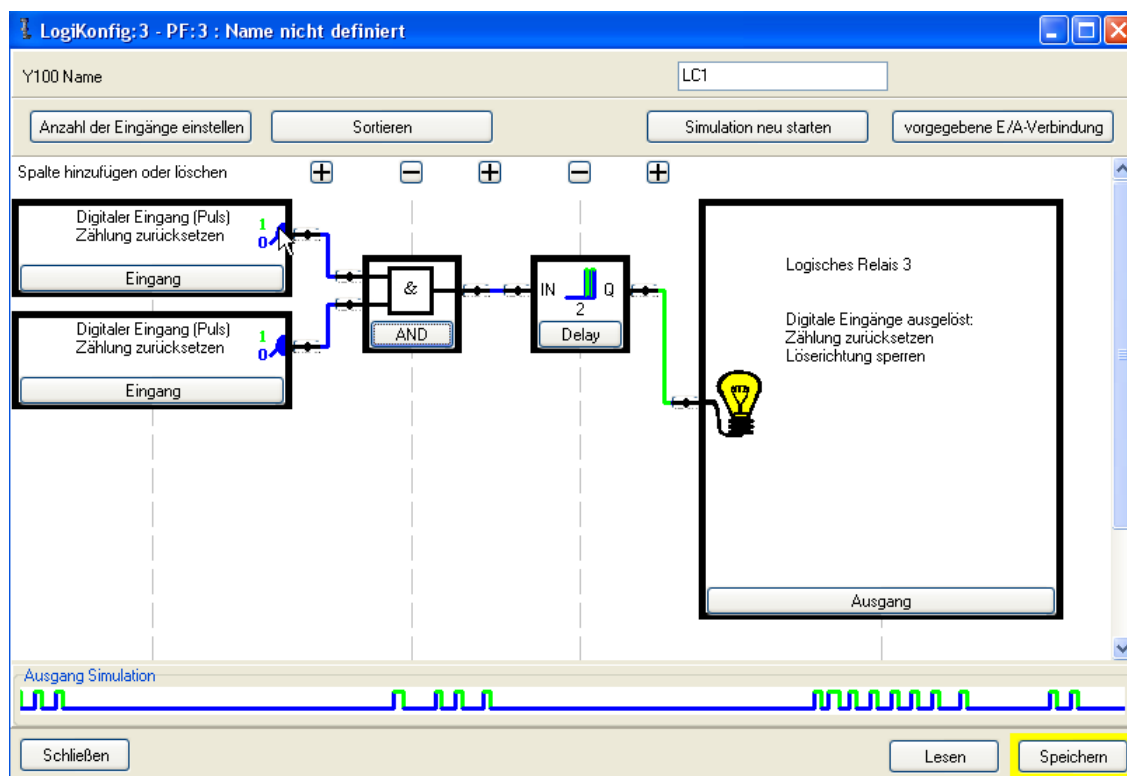 LogiKonfig:3 - PF:3 : Name nicht definiert
Y100 Name
LC1
Anzahl der Eingänge einstellen
Sortieren
Simulation neu starten
vorgegebene E/A-Verbindung
Spalte hinzufügen oder löschen
Digitaler Eingang (Puls)
Zählung zurücksetzen
1
0
Eingang
Digitaler Eingang (Puls)
Zählung zurücksetzen
1
0
Eingang
&
AND
IN
Q
2
Delay
Logisches Relais 3
Digitale Eingänge ausgelöst:
Zählung zurücksetzen
Löserichtung sperren
Ausgang
Ausgang Simulation
Schließen
Lesen
Speichern